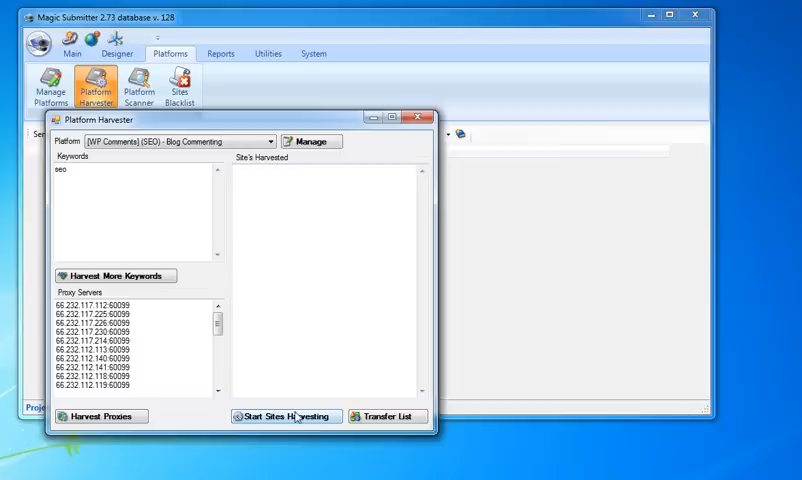 Magic Submitter 2.73 database v. 128
Main
Designer
Platforms
Reports
Utilities
System
Manage Platforms
Platform Harvester
Platform Scanner
Sites Blacklist
Platform Harvester
Platform
[WP Comments] (SEO) - Blog Commenting
Manage
Keywords
Site's Harvested
seo
Harvest More Keywords
Proxy Servers
66.232.117.112:60099
66.232.117.225:60099
66.232.117.226:60099
66.232.117.230:60099
66.232.117.214:60099
66.232.112.113:60099
66.232.112.140:60099
66.232.112.141:60099
66.232.112.118:60099
66.232.112.119:60099
Harvest Proxies
Start Sites Harvesting
Transfer List